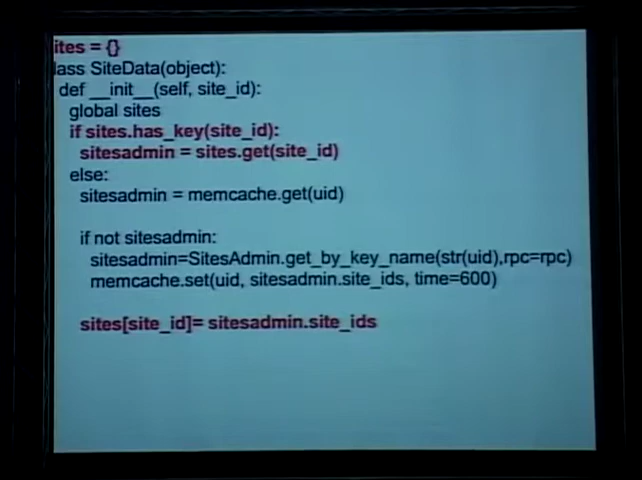 ites = {}
lass SiteData(object):
def __init__(self, site_id):
global sites
if sites.has_key(site_id):
sitesadmin = sites.get(site_id)
else:
sitesadmin = memcache.get(uid)
if not sitesadmin:
sitesadmin=SitesAdmin.get_by_key_name(str(uid),rpc=rpc)
memcache.set(uid, sitesadmin.site_ids, time=600)
sites[site_id]= sitesadmin.site_ids